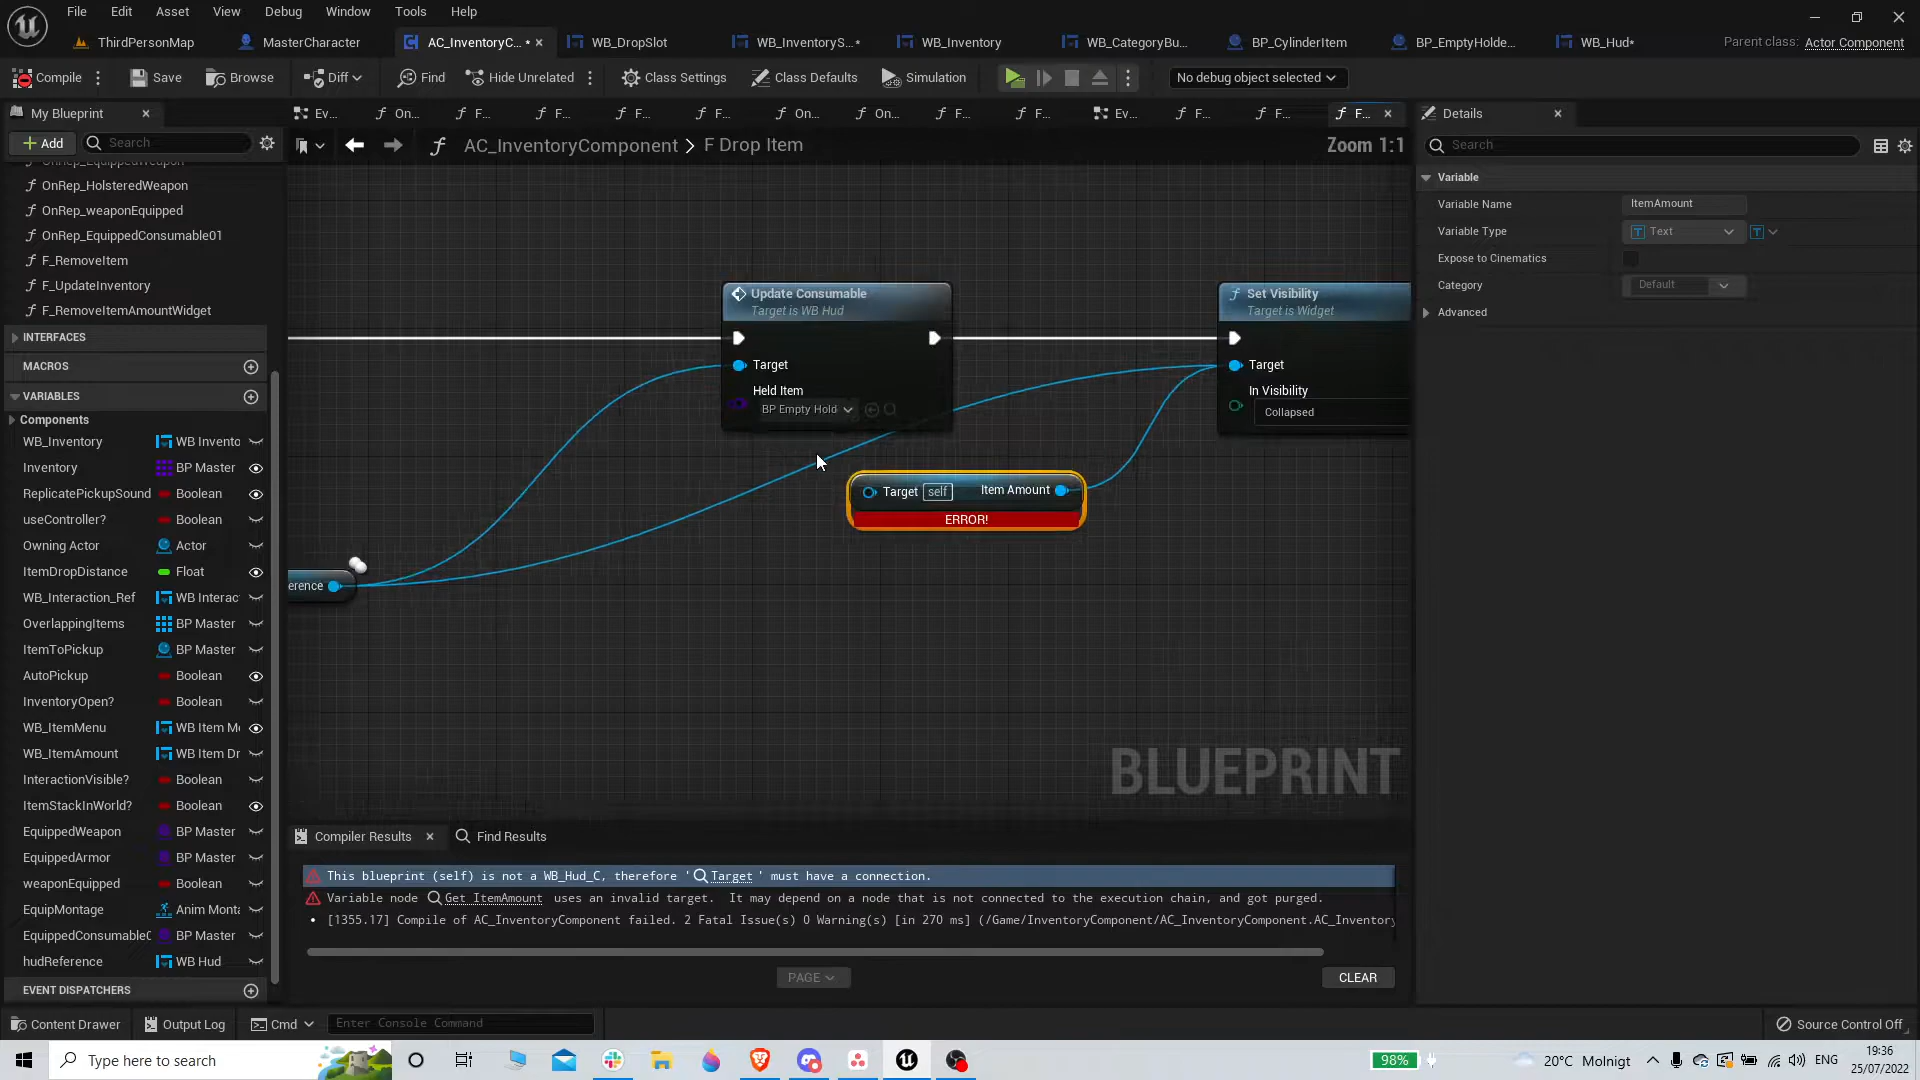 File Edit Asset View Debug Window Tools Help
ThirdPersonMap
MasterCharacter
AC_InventoryC... *
WB_DropSlot
WB_InventoryS... *
WB_Inventory
WB_CategoryBu...
BP_CylinderItem
BP_EmptyHolde...
WB_Hud*
Parent class: Actor Component
Compile
Save
Browse
Diff
Find
Hide Unrelated
Class Settings
Class Defaults
Simulation
No debug object selected
My Blueprint
Ev...
On...
F...
F...
F...
F...
On...
On...
F...
F...
Ev...
F...
F...
F...
Details
Add
Search
AC_InventoryComponent > F Drop Item
Zoom 1:1
Search
OnRep_EquippedWeapon
OnRep_HolsteredWeapon
OnRep_weaponEquipped
OnRep_EquippedConsumable01
F_RemoveItem
F_UpdateInventory
F_RemoveItemAmountWidget
INTERFACES
MACROS
VARIABLES
Components
WB_Inventory WB Invento
Inventory BP Master
ReplicatePickupSound Boolean
useController? Boolean
Owning Actor Actor
ItemDropDistance Float
WB_Interaction_Ref WB Interac
OverlappingItems BP Master
ItemToPickup BP Master
AutoPickup Boolean
InventoryOpen? Boolean
WB_ItemMenu WB Item M
WB_ItemAmount WB Item Dr
InteractionVisible? Boolean
ItemStackInWorld? Boolean
EquippedWeapon BP Master
EquippedArmor BP Master
weaponEquipped Boolean
EquipMontage Anim Monta
EquippedConsumable BP Master
hudReference WB Hud
EVENT DISPATCHERS
Update Consumable
Target is WB Hud
Target
Held Item
BP Empty Hold
Set Visibility
Target is Widget
Target
In Visibility
Collapsed
Target self Item Amount
ERROR!
erence
BLUEPRINT
Variable
Variable Name ItemAmount
Variable Type Text
Expose to Cinematics
Category Default
Advanced
Compiler Results
Find Results
This blueprint (self) is not a WB_Hud_C, therefore ' Target ' must have a connection.
Variable node Get ItemAmount uses an invalid target. It may depend on a node that is not connected to the execution chain, and got purged.
[1355.17] Compile of AC_InventoryComponent failed. 2 Fatal Issue(s) 0 Warning(s) [in 270 ms] (/Game/InventoryComponent/AC_InventoryComponent.AC_Inventory
PAGE
CLEAR
Content Drawer
Output Log
Cmd
Enter Console Command
Source Control Off
Type here to search
98%
20°C Molnigt
ENG
19:36
25/07/2022